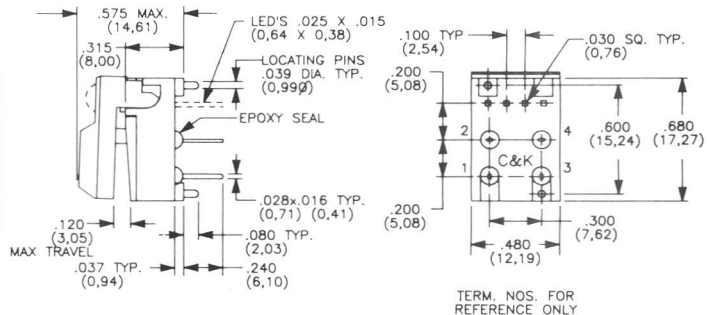 .575 MAX.
(14,61)
.315
(8,00)
LED'S .025 X .015
(0,64 X 0,38)
LOCATING PINS
.039 DIA. TYP.
(0,99∅)
EPOXY SEAL
.028x.016 TYP.
(0,71) (0,41)
.120
(3,05)
MAX TRAVEL
.080 TYP.
(2,03)
.037 TYP.
(0,94)
.240
(6,10)
.100 TYP
(2,54)
.030 SQ. TYP.
(0,76)
.200
(5,08)
2
4
C&K
1
3
.600
(15,24)
.680
(17,27)
.200
(5,08)
.300
(7,62)
.480
(12,19)
TERM. NOS. FOR
REFERENCE ONLY